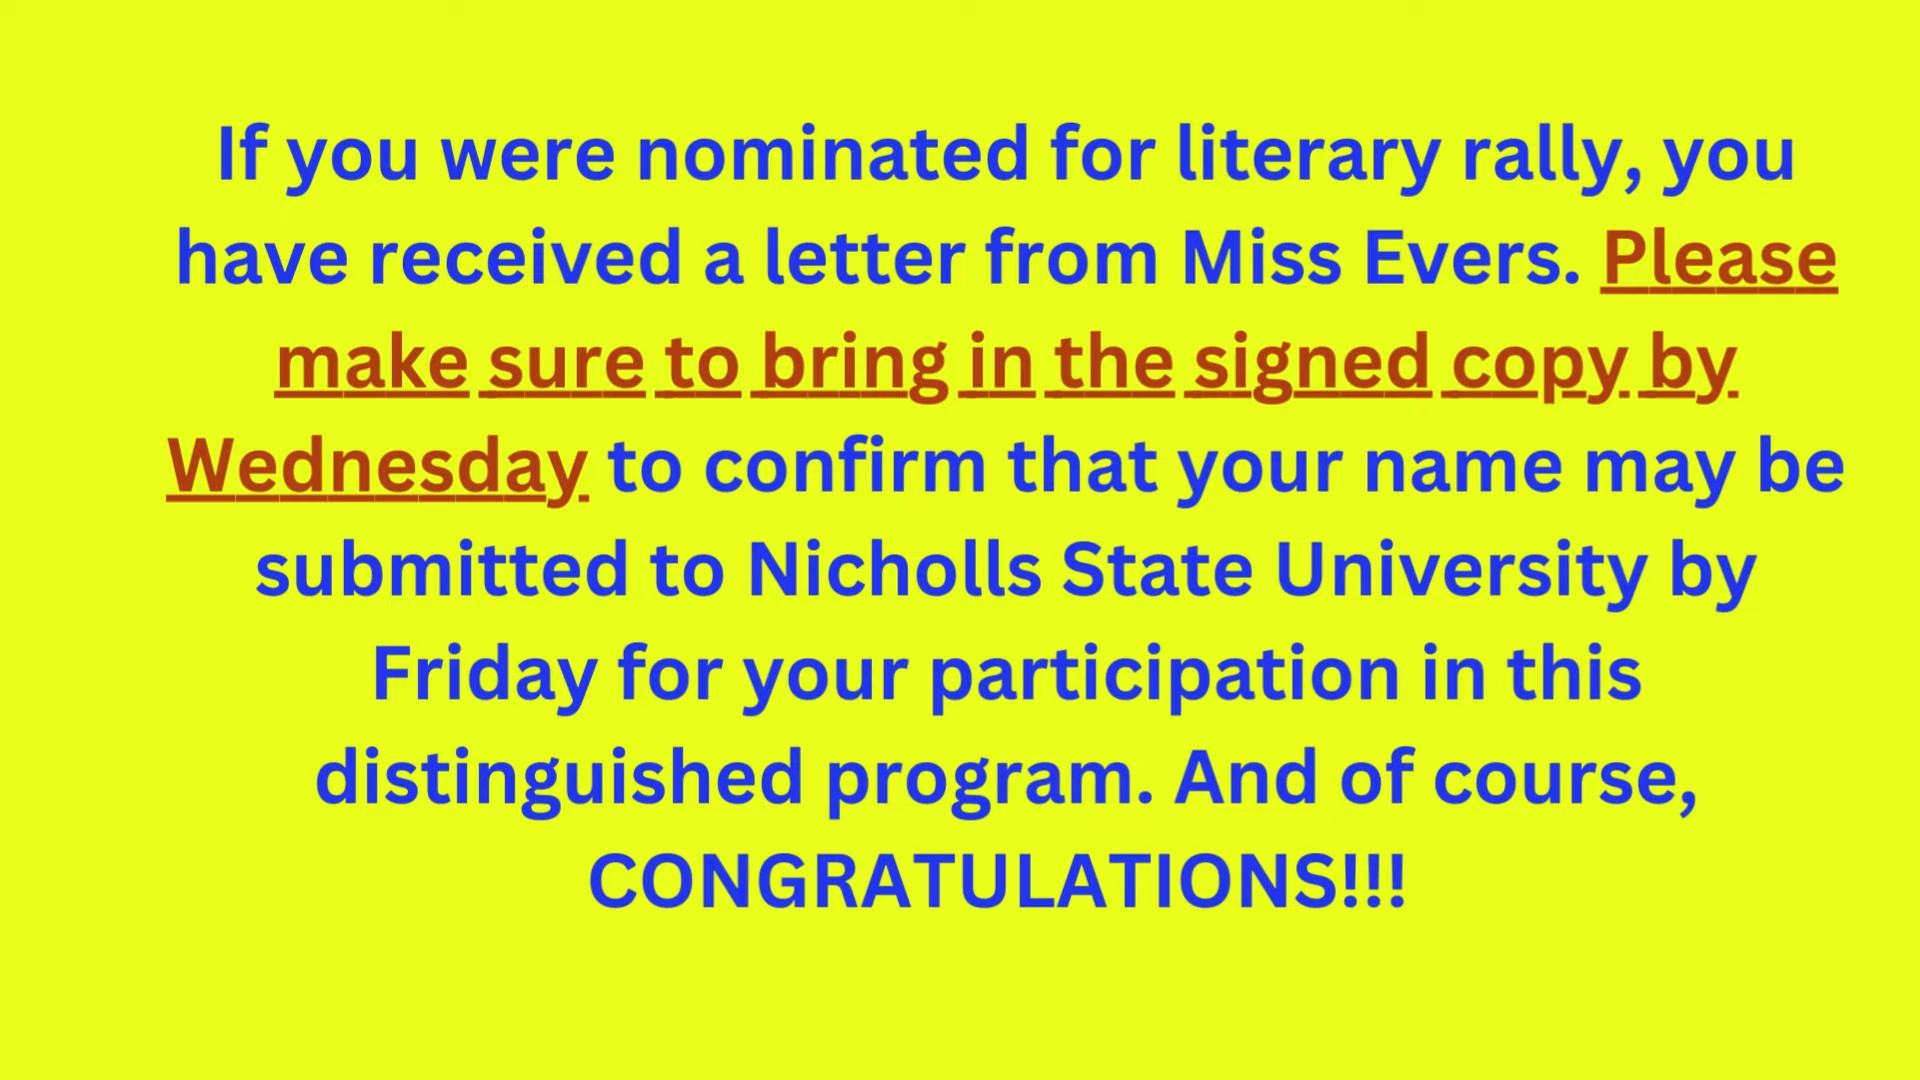 If you were nominated for literary rally, you
have received a letter from Miss Evers. Please
make sure to bring in the signed copy by
Wednesday to confirm that your name may be
submitted to Nicholls State University by
Friday for your participation in this
distinguished program. And of course,
CONGRATULATIONS!!!